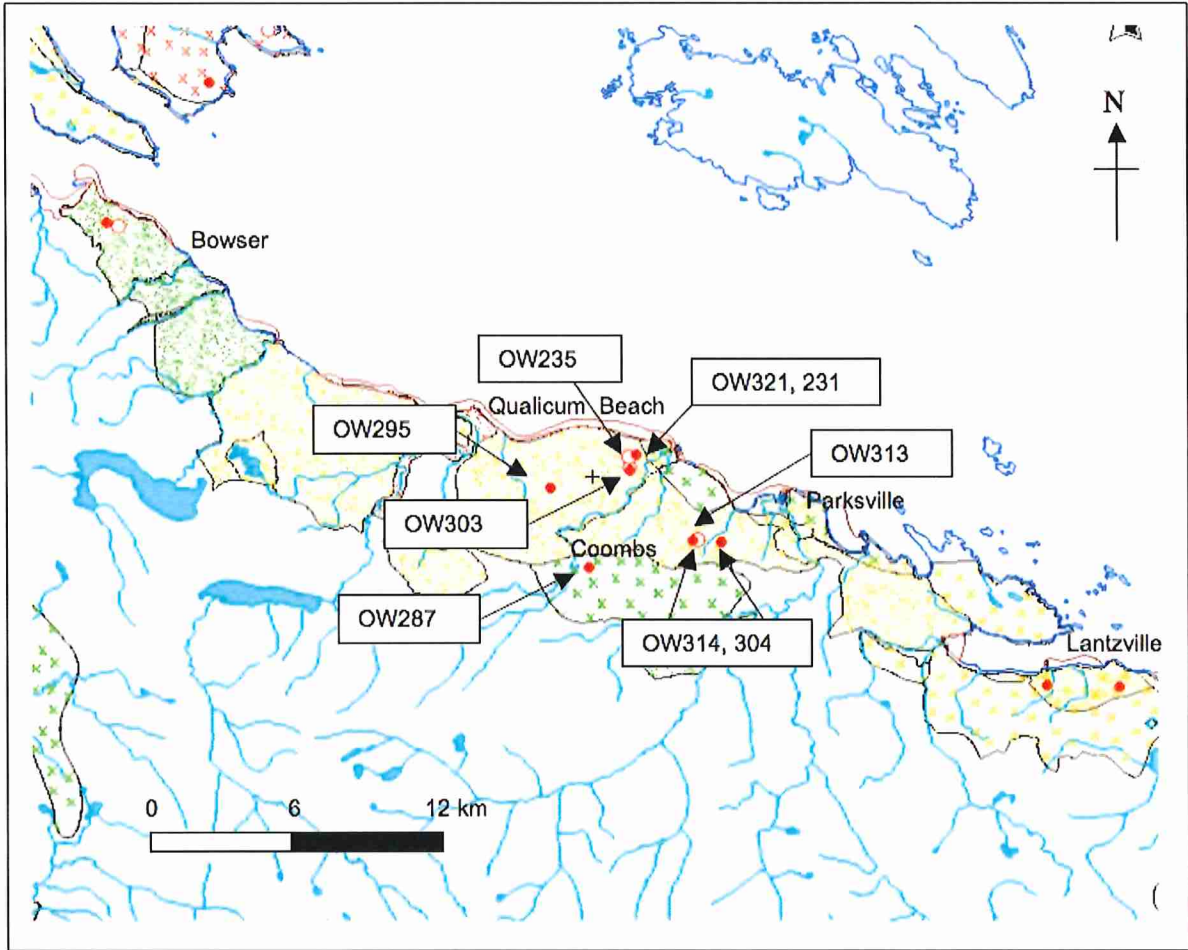 N
Bowser
OW235
OW321, 231
Qualicum Beach
OW295
OW313
Parksville
OW303
Coombs
OW287
OW314, 304
Lantzville
0 6 12 km